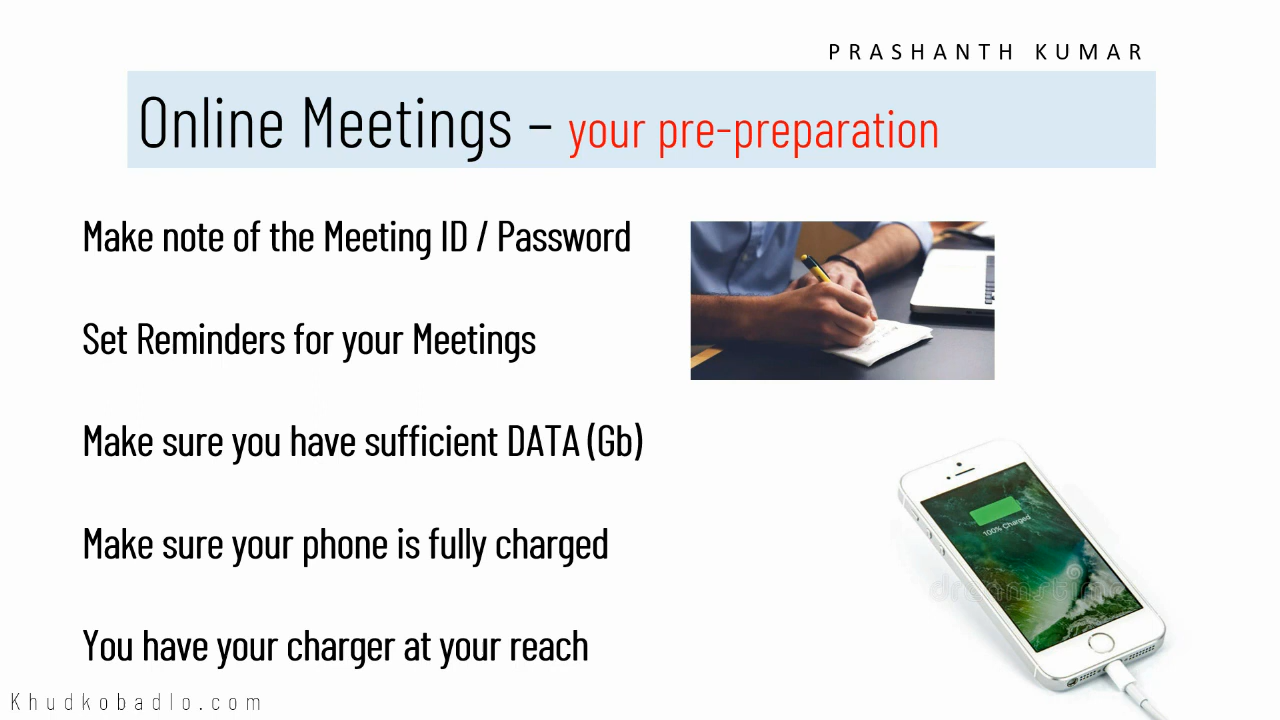 PRASHANTH KUMAR
Online Meetings – your pre-preparation
Make note of the Meeting ID / Password
Set Reminders for your Meetings
Make sure you have sufficient DATA (Gb)
Make sure your phone is fully charged
100% Charged
dreamstime
You have your charger at your reach
Khudkobadlo.com